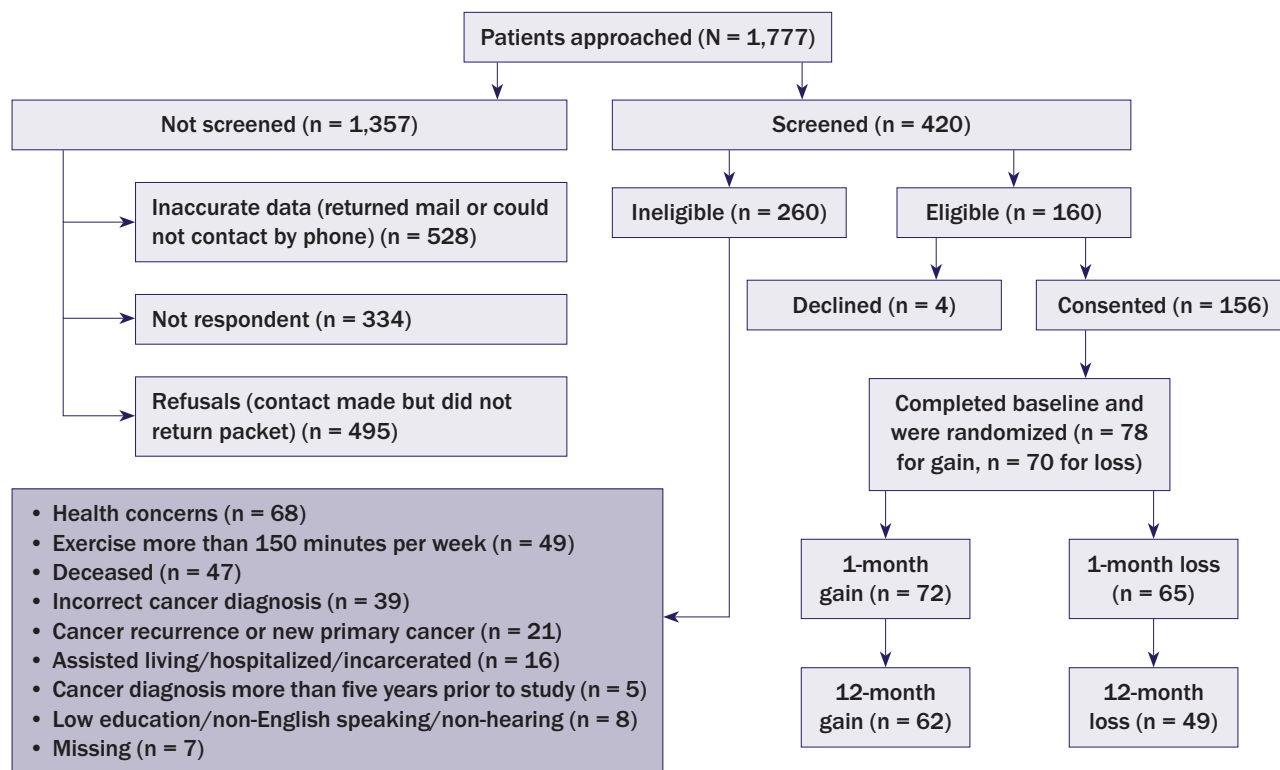 Patients approached (N = 1,777)
Not screened (n = 1,357)
Screened (n = 420)
Inaccurate data (returned mail or could
not contact by phone) (n = 528)
Ineligible (n = 260)
Eligible (n = 160)
Not respondent (n = 334)
Declined (n = 4)
Consented (n = 156)
Refusals (contact made but did not
return packet) (n = 495)
Completed baseline and
were randomized (n = 78
for gain, n = 70 for loss)
• Health concerns (n = 68)
• Exercise more than 150 minutes per week (n = 49)
• Deceased (n = 47)
• Incorrect cancer diagnosis (n = 39)
• Cancer recurrence or new primary cancer (n = 21)
• Assisted living/hospitalized/incarcerated (n = 16)
• Cancer diagnosis more than five years prior to study (n = 5)
• Low education/non-English speaking/non-hearing (n = 8)
• Missing (n = 7)
1-month
gain (n = 72)
1-month loss
(n = 65)
12-month
gain (n = 62)
12-month
loss (n = 49)